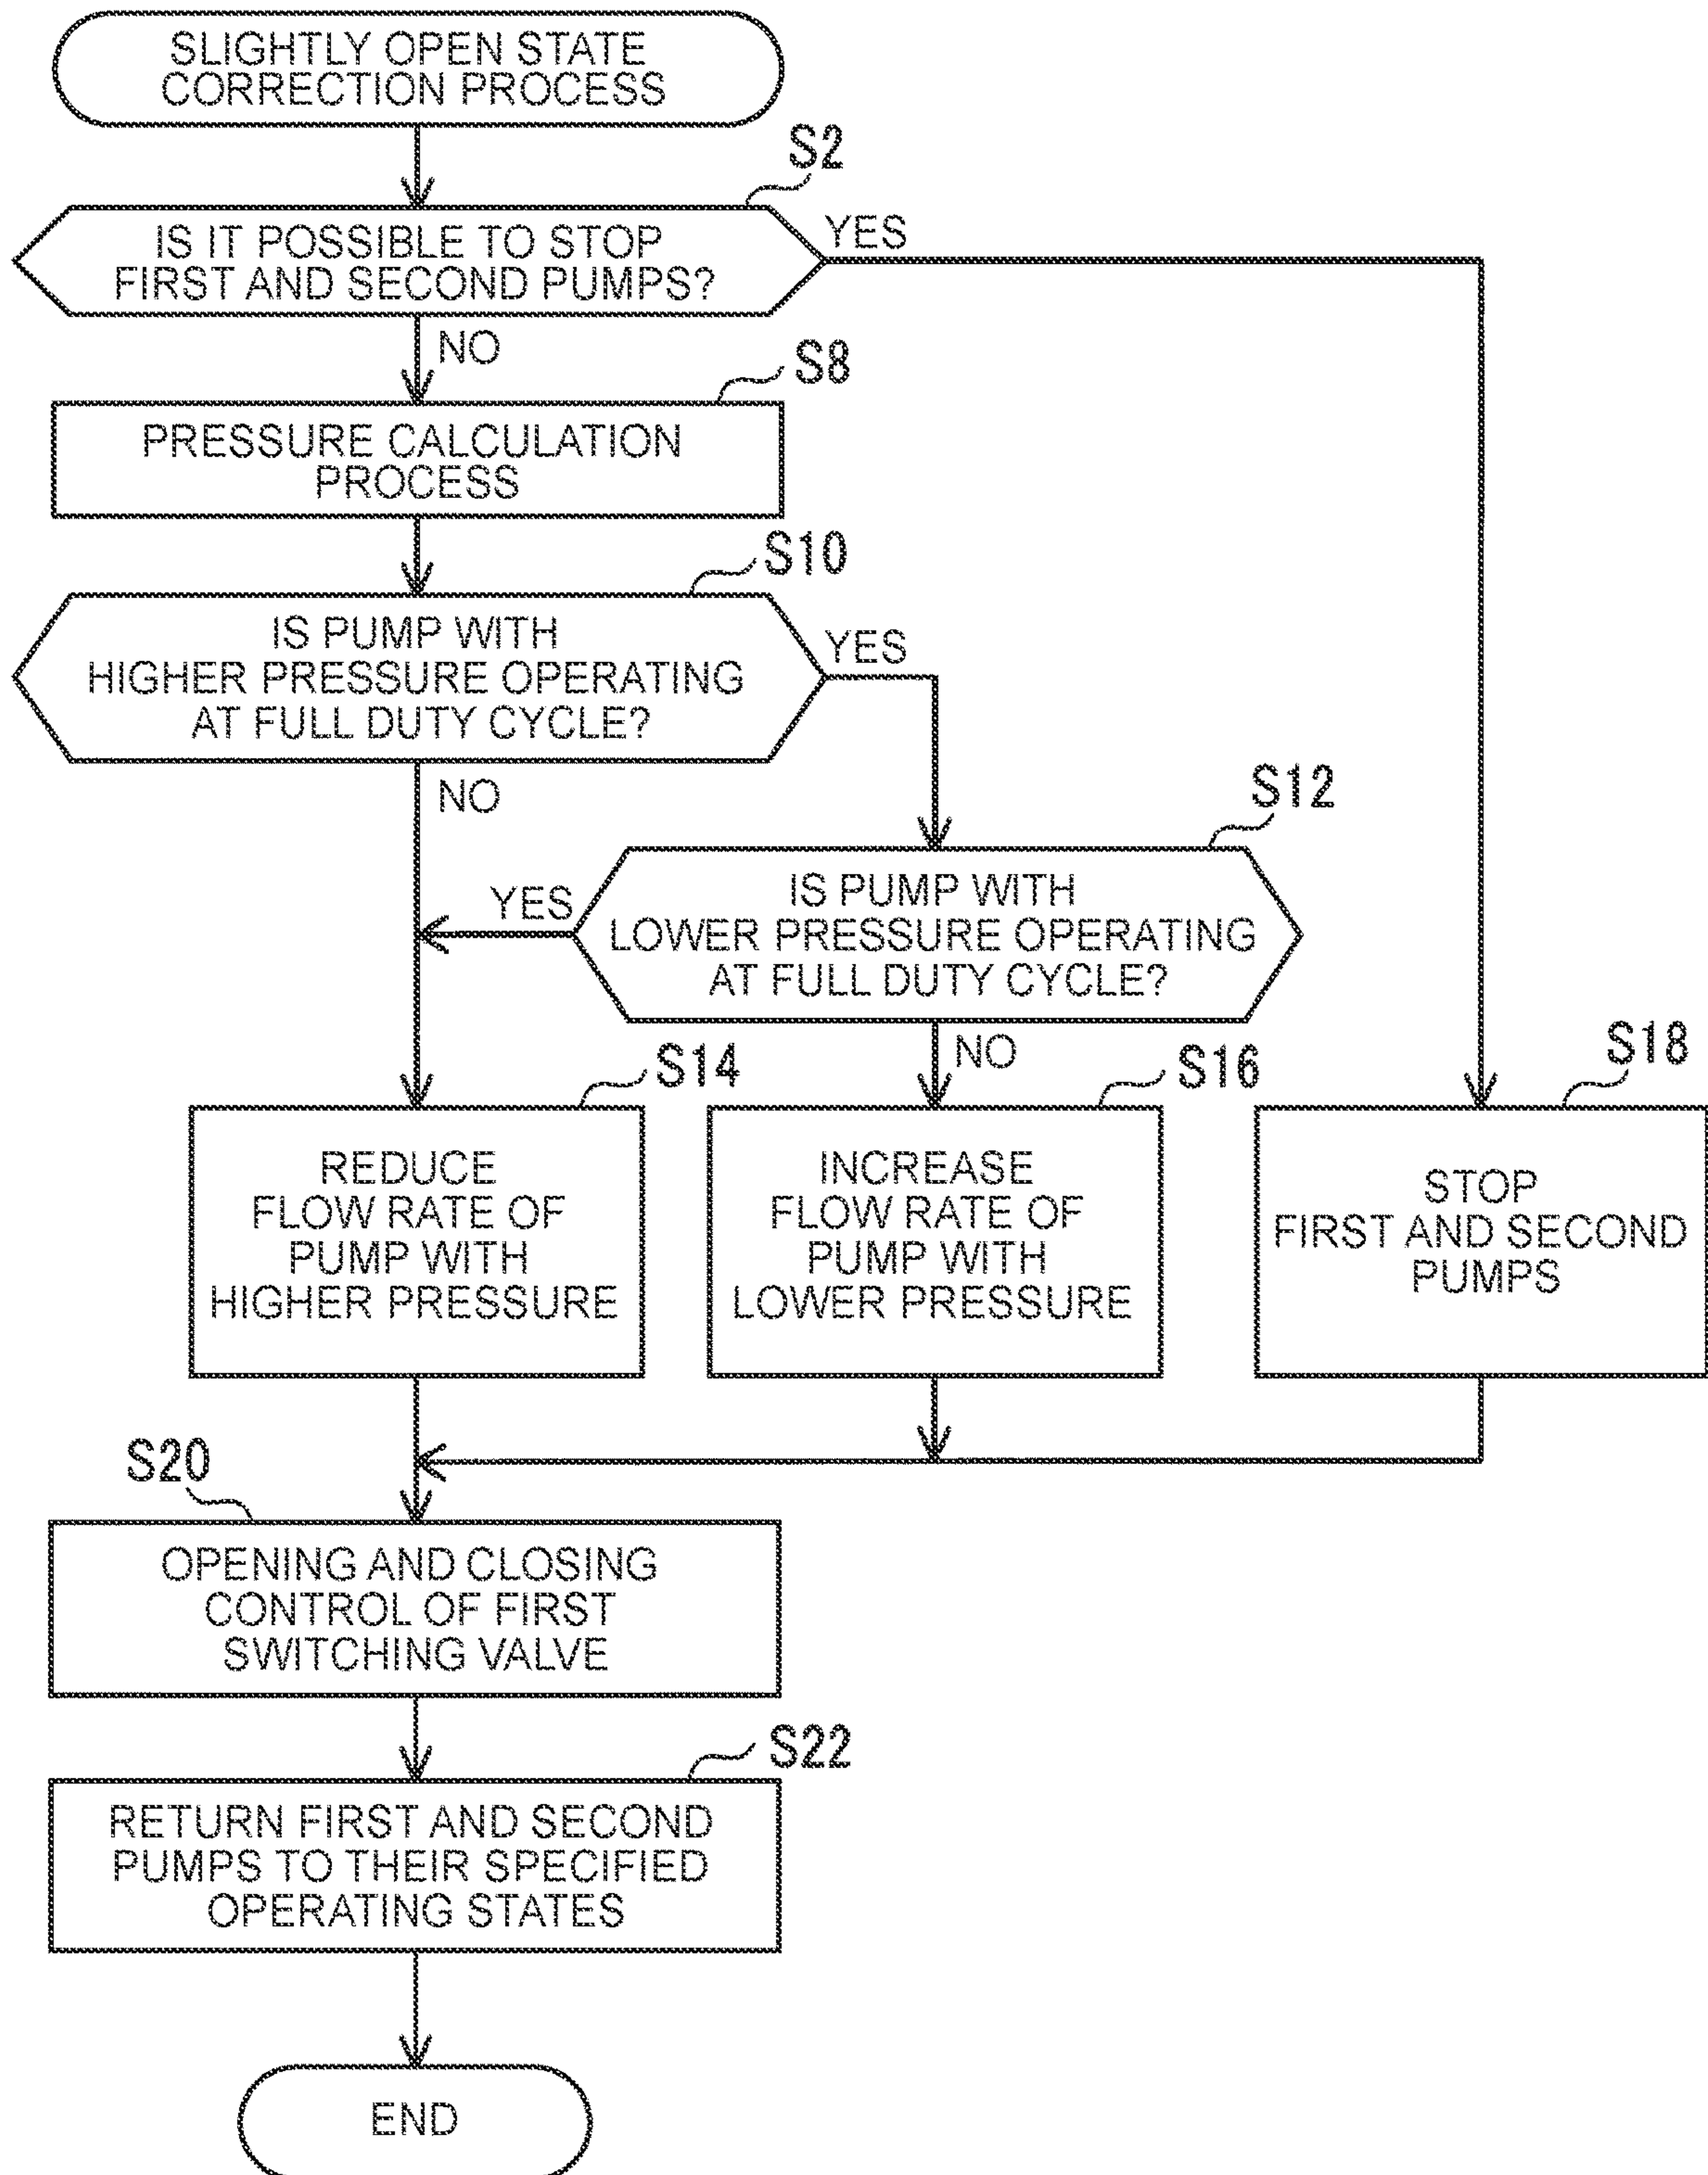 SLIGHTLY OPEN STATE
CORRECTION PROCESS
S2
IS IT POSSIBLE TO STOP
FIRST AND SECOND PUMPS?
YES
NO
S8
PRESSURE CALCULATION
PROCESS
S10
IS PUMP WITH
HIGHER PRESSURE OPERATING
AT FULL DUTY CYCLE?
YES
NO
S12
IS PUMP WITH
LOWER PRESSURE OPERATING
AT FULL DUTY CYCLE?
YES
NO
S14
REDUCE
FLOW RATE OF
PUMP WITH
HIGHER PRESSURE
S16
INCREASE
FLOW RATE OF
PUMP WITH
LOWER PRESSURE
S18
STOP
FIRST AND SECOND
PUMPS
S20
OPENING AND CLOSING
CONTROL OF FIRST
SWITCHING VALVE
S22
RETURN FIRST AND SECOND
PUMPS TO THEIR SPECIFIED
OPERATING STATES
END